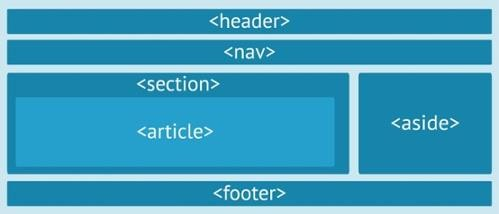 <header>
<nav>
<section>
<article>
<aside>
<footer>